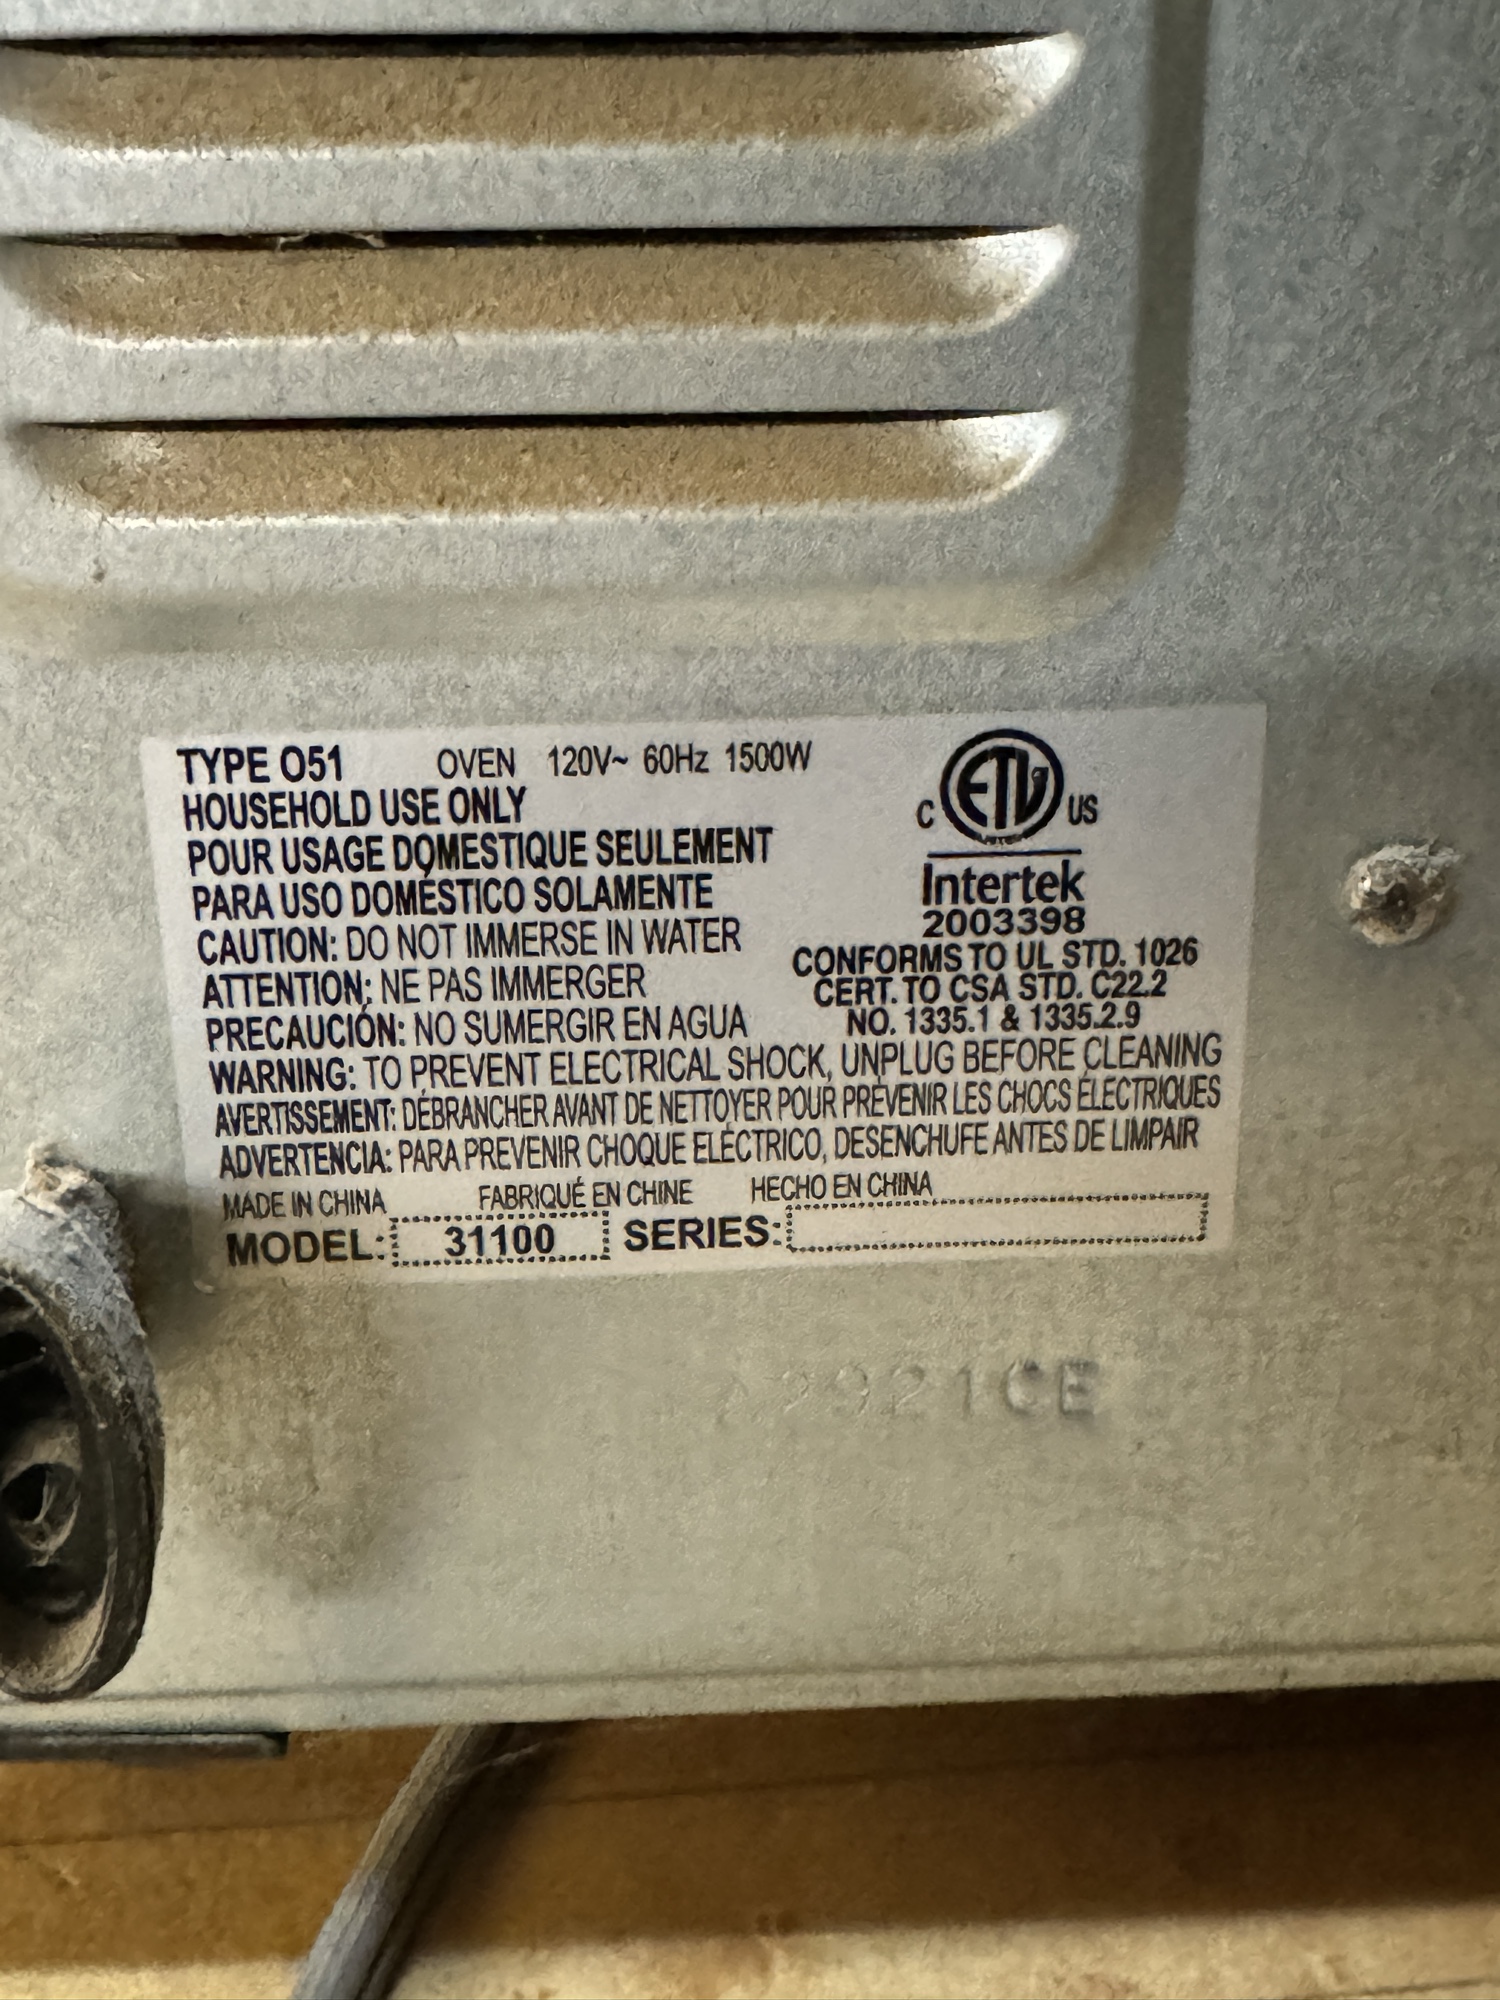 TYPE O51 OVEN 120V~ 60Hz 1500W
HOUSEHOLD USE ONLY
POUR USAGE DOMESTIQUE SEULEMENT
PARA USO DOMÉSTICO SOLAMENTE
CAUTION: DO NOT IMMERSE IN WATER
ATTENTION: NE PAS IMMERGER
PRECAUCIÓN: NO SUMERGIR EN AGUA
C ETL US
Intertek
2003398
CONFORMS TO UL STD. 1026
CERT. TO CSA STD. C22.2
NO. 1335.1 & 1335.2.9
WARNING: TO PREVENT ELECTRICAL SHOCK, UNPLUG BEFORE CLEANING
AVERTISSEMENT: DÉBRANCHER AVANT DE NETTOYER POUR PRÉVENIR LES CHOCS ÉLECTRIQUES
ADVERTENCIA: PARA PREVENIR CHOQUE ELÉCTRICO, DESENCHUFE ANTES DE LIMPAIR
MADE IN CHINA FABRIQUÉ EN CHINE HECHO EN CHINA
MODEL: 31100 SERIES: